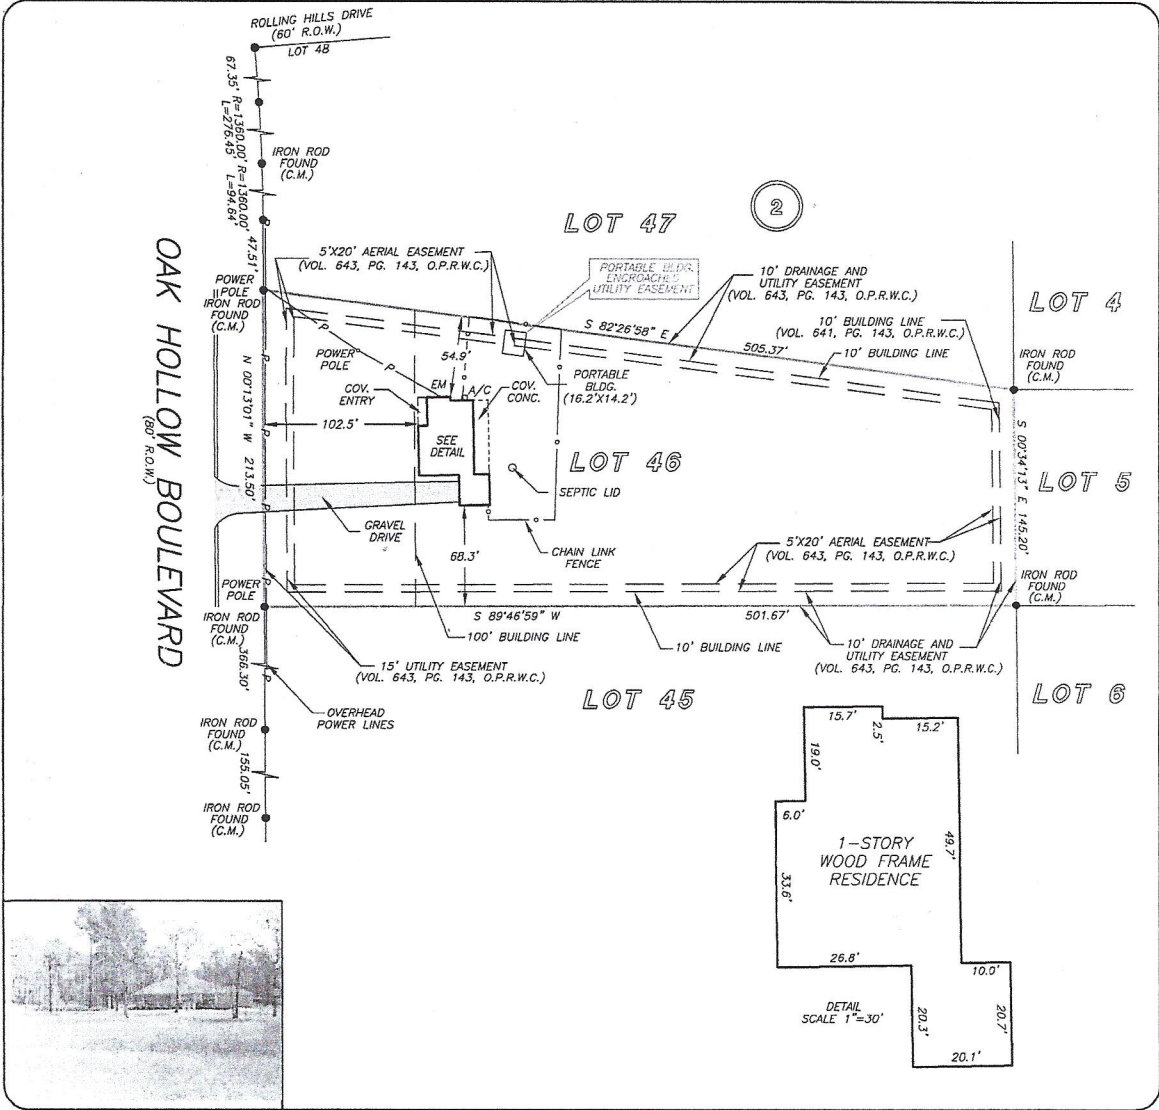 ROLLING HILLS DRIVE
(60' R.O.W.)
LOT 48
67.35'
R=1360.00'
L=276.45'
IRON ROD
FOUND
(C.M.)
R=1360.00'
L=94.64'
47.51'
2
LOT 47
5'X20' AERIAL EASEMENT
(VOL. 643, PG. 143, O.P.R.W.C.)
PORTABLE BLDG.
ENCROACHES
UTILITY EASEMENT
10' DRAINAGE AND
UTILITY EASEMENT
(VOL. 643, PG. 143, O.P.R.W.C.)
LOT 4
POWER
POLE
IRON ROD
FOUND
(C.M.)
10' BUILDING LINE
(VOL. 641, PG. 143, O.P.R.W.C.)
S 82°26'58" E
505.37'
10' BUILDING LINE
IRON ROD
FOUND
(C.M.)
OAK HOLLOW BOULEVARD
(80' R.O.W.)
N 00°13'01" W 213.50'
P
P
P
P
P
P
P
P
P
P
P
POWER
POLE
54.9'
COV.
ENTRY
EM
A/C
COV.
CONC.
PORTABLE
BLDG.
(16.2'X14.2')
102.5'
SEE
DETAIL
LOT 46
SEPTIC LID
S 00°34'13" E 145.20'
LOT 5
GRAVEL
DRIVE
68.3'
CHAIN LINK
FENCE
5'X20' AERIAL EASEMENT
(VOL. 643, PG. 143, O.P.R.W.C.)
POWER
POLE
IRON ROD
FOUND
(C.M.)
IRON ROD
FOUND
(C.M.)
S 89°46'59" W
501.67'
100' BUILDING LINE
10' BUILDING LINE
10' DRAINAGE AND
UTILITY EASEMENT
(VOL. 643, PG. 143, O.P.R.W.C.)
366.30'
15' UTILITY EASEMENT
(VOL. 643, PG. 143, O.P.R.W.C.)
LOT 45
LOT 6
OVERHEAD
POWER LINES
IRON ROD
FOUND
(C.M.)
155.05'
IRON ROD
FOUND
(C.M.)
15.7'
2.5'
15.2'
19.0'
6.0'
49.7'
1-STORY
WOOD FRAME
RESIDENCE
33.6'
26.8'
10.0'
DETAIL
SCALE 1"=30'
20.3'
20.7'
20.1'